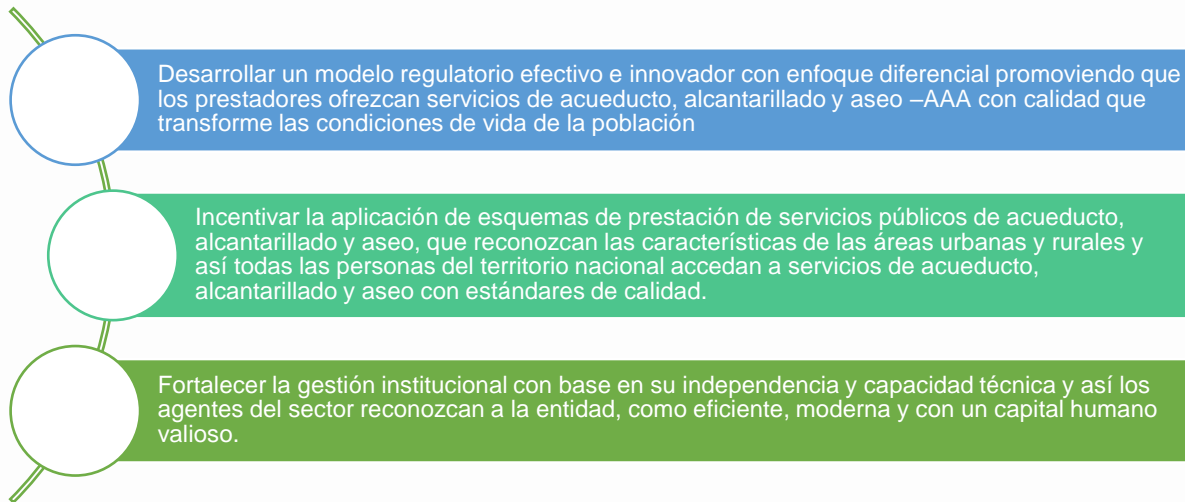 Desarrollar un modelo regulatorio efectivo e innovador con enfoque diferencial promoviendo que
los prestadores ofrezcan servicios de acueducto, alcantarillado y aseo –AAA con calidad que
transforme las condiciones de vida de la población
Incentivar la aplicación de esquemas de prestación de servicios públicos de acueducto,
alcantarillado y aseo, que reconozcan las características de las áreas urbanas y rurales y
así todas las personas del territorio nacional accedan a servicios de acueducto,
alcantarillado y aseo con estándares de calidad.
Fortalecer la gestión institucional con base en su independencia y capacidad técnica y así los
agentes del sector reconozcan a la entidad, como eficiente, moderna y con un capital humano
valioso.